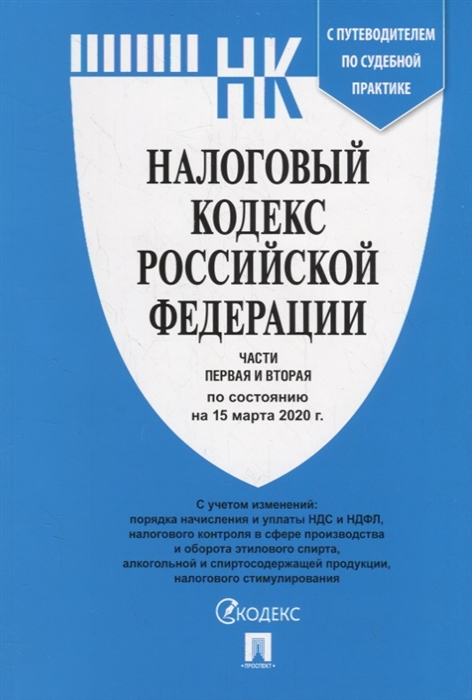 С ПУТЕВОДИТЕЛЕМ
ПО СУДЕБНОЙ
ПРАКТИКЕ
НК
НАЛОГОВЫЙ
КОДЕКС
РОССИЙСКОЙ
ФЕДЕРАЦИИ
ЧАСТИ
ПЕРВАЯ И ВТОРАЯ
по состоянию
на 15 марта 2020 г.
С учетом изменений:
порядка начисления и уплаты НДС и НДФЛ,
налогового контроля в сфере производства
и оборота этилового спирта,
алкогольной и спиртосодержащей продукции,
налогового стимулирования
КОДЕКС
ПРОСПЕКТ